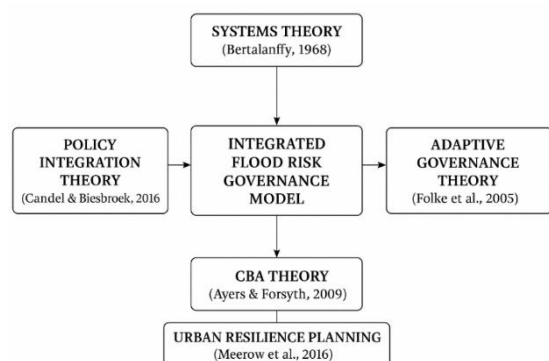 SYSTEMS THEORY
(Bertalanffy, 1968)
POLICY
INTEGRATION
THEORY
(Candel & Biesbroek, 2016
INTEGRATED
FLOOD RISK
GOVERNANCE
MODEL
ADAPTIVE
GOVERNANCE
THEORY
(Folke et al., 2005)
CBA THEORY
(Ayers & Forsyth, 2009)
URBAN RESILIENCE PLANNING
(Meerow et al., 2016)